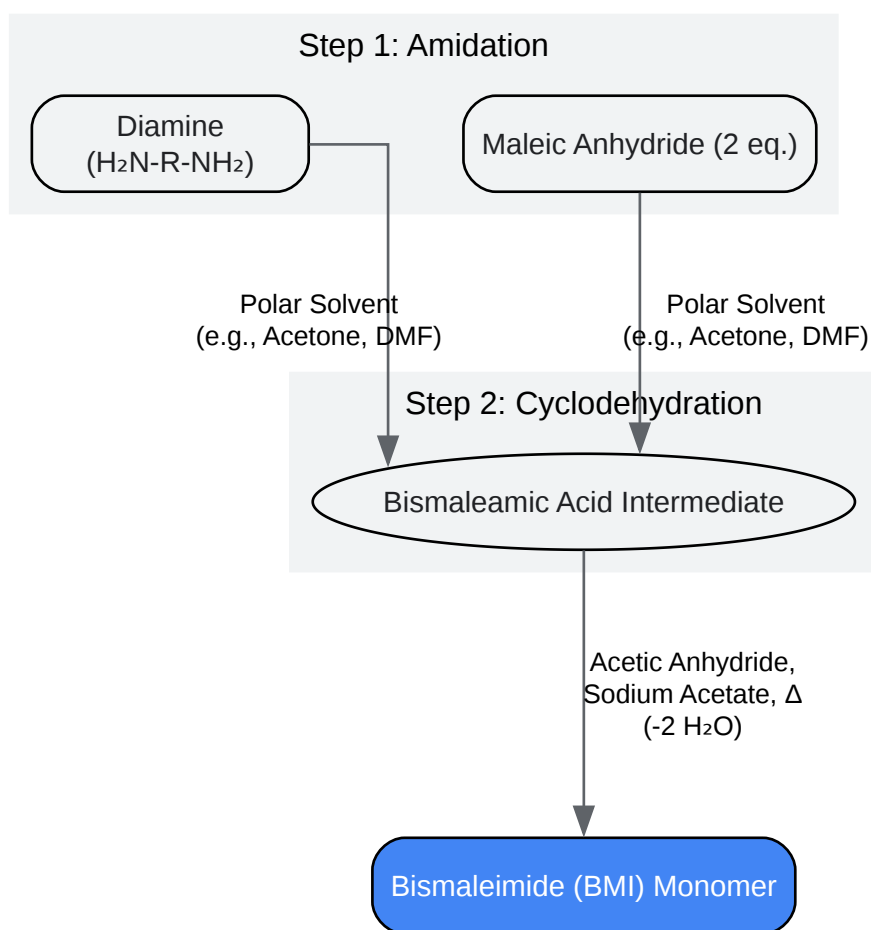 Step 1: Amidation
Diamine
(H₂N-R-NH₂)
Maleic Anhydride (2 eq.)
Polar Solvent
(e.g., Acetone, DMF)
Polar Solvent
(e.g., Acetone, DMF)
Step 2: Cyclodehydration
Bismaleamic Acid Intermediate
Acetic Anhydride,
Sodium Acetate, Δ
(-2 H₂O)
Bismaleimide (BMI) Monomer